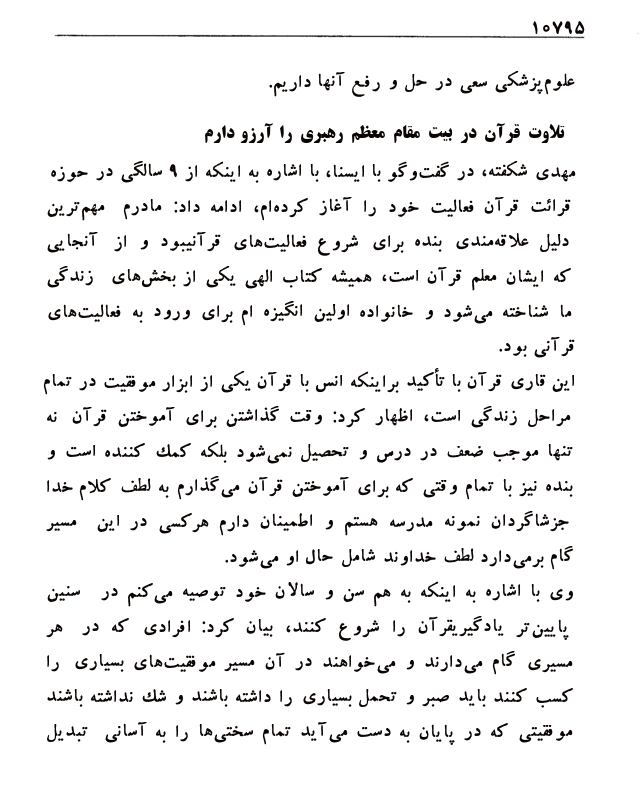 ۱۰۷۹۵
علوم‌پزشکی سعی در حل و رفع آنها داریم.
تلاوت قرآن در بیت مقام معظم رهبری را آرزو دارم
مهدی شکفته، در گفت‌وگو با ایسنا، با اشاره به اینکه از ۹ سالگی در حوزه
قرائت قرآن فعالیت خود را آغاز کرده‌ام، ادامه داد: مادرم مهم‌ترین
دلیل علاقه‌مندی بنده برای شروع فعالیت‌های قرآنیبود و از آنجایی
که ایشان معلم قرآن است، همیشه کتاب الهی یکی از بخش‌های زندگی
ما شناخته می‌شود و خانواده اولین انگیزه ام برای ورود به فعالیت‌های
قرآنی بود.
این قاری قرآن با تأکید براینکه انس با قرآن یکی از ابزار موفقیت در تمام
مراحل زندگی است، اظهار کرد: وقت گذاشتن برای آموختن قرآن نه
تنها موجب ضعف در درس و تحصیل نمی‌شود بلکه کمك کننده است و
بنده نیز با تمام وقتی که برای آموختن قرآن می‌گذارم به لطف کلام خدا
جزشاگردان نمونه مدرسه هستم و اطمینان دارم هرکسی در این مسیر
گام برمی‌دارد لطف خداوند شامل حال او می‌شود.
وی با اشاره به اینکه به هم سن و سالان خود توصیه می‌کنم در سنین
پایین‌تر یادگیریقرآن را شروع کنند، بیان کرد: افرادی که در هر
مسیری گام می‌دارند و می‌خواهند در آن مسیر موفقیت‌های بسیاری را
کسب کنند باید صبر و تحمل بسیاری را داشته باشند و شك نداشته باشند
موفقیتی که در پایان به دست می‌آید تمام سختی‌ها را به آسانی تبدیل